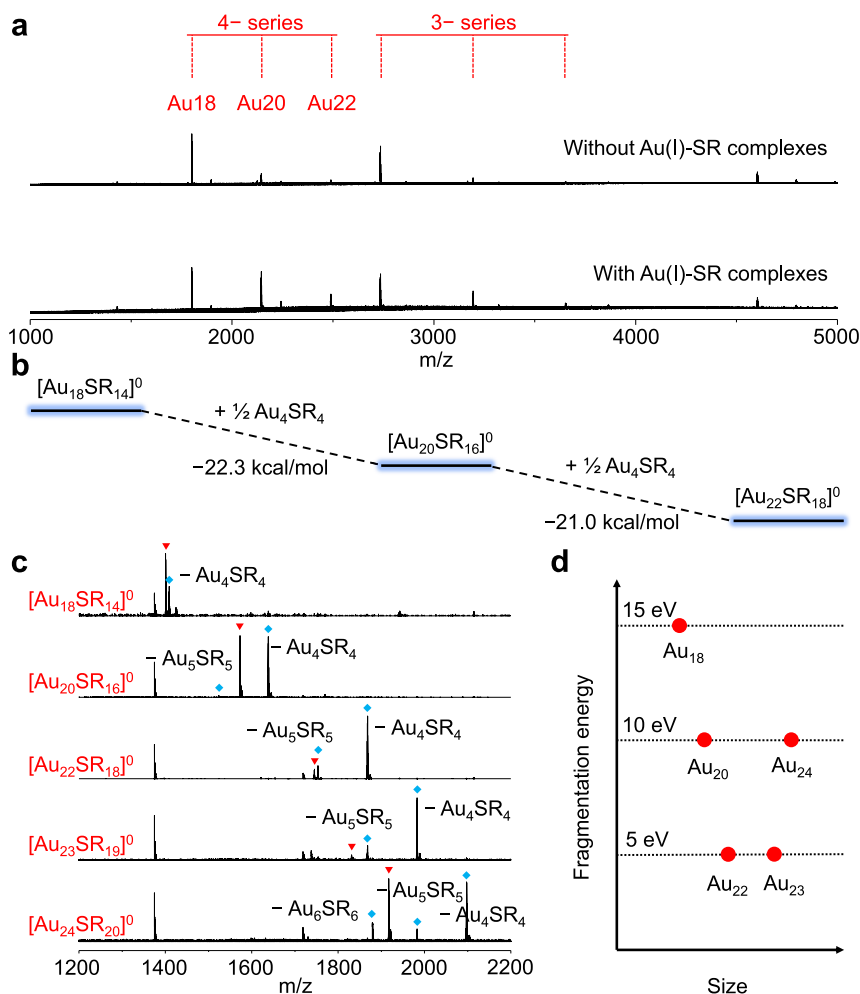 a
4− series
3− series
Au18
Au20
Au22
Without Au(I)-SR complexes
With Au(I)-SR complexes
1000
2000
3000
4000
5000
m/z
b
[Au₁₈SR₁₄]⁰
+ ½ Au₄SR₄
−22.3 kcal/mol
[Au₂₀SR₁₆]⁰
+ ½ Au₄SR₄
−21.0 kcal/mol
[Au₂₂SR₁₈]⁰
c
[Au₁₈SR₁₄]⁰
− Au₄SR₄
[Au₂₀SR₁₆]⁰
− Au₅SR₅
− Au₄SR₄
[Au₂₂SR₁₈]⁰
− Au₅SR₅
− Au₄SR₄
[Au₂₃SR₁₉]⁰
− Au₅SR₅
− Au₄SR₄
[Au₂₄SR₂₀]⁰
− Au₆SR₆
− Au₅SR₅
− Au₄SR₄
1200
1400
1600
1800
2000
2200
m/z
d
Fragmentation energy
15 eV
Au₁₈
10 eV
Au₂₀
Au₂₄
5 eV
Au₂₂
Au₂₃
Size